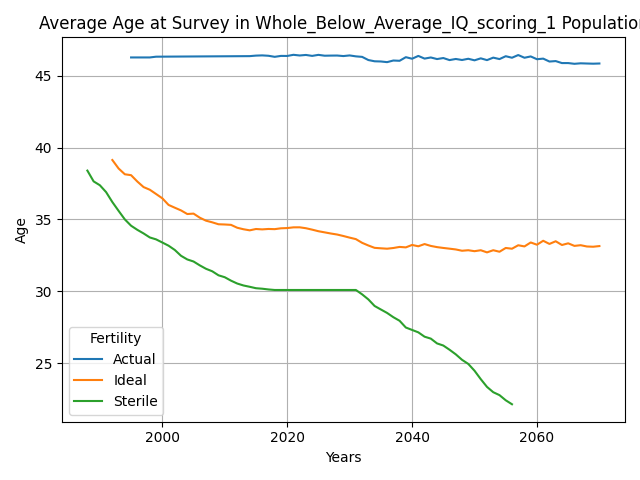 Average Age at Survey in Whole_Below_Average_IQ_scoring_1 Population
45
40
35
30
25
Age
Fertility
Actual
Ideal
Sterile
2000
2020
2040
2060
Years